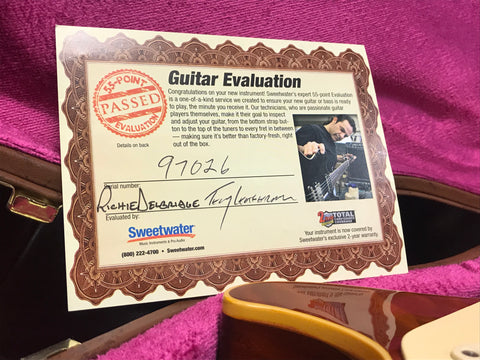 55-POINT
PASSED
EVALUATION
Details on back
Guitar Evaluation
Congratulations on your new instrument! Sweetwater's expert 55-point Evaluation
is a one-of-a-kind service we created to ensure your new guitar or bass is ready
to play, the minute you receive it. Our technicians, who are passionate guitar
players themselves, make it their goal to inspect
and adjust your guitar, from the bottom strap but-
ton to the top of the tuners to every fret in between
— making sure it's better than factory-fresh, right
out of the box.
97026
Serial number:
RICHIE DELBRIDGE
Evaluated by:
Sweetwater
Music Instruments & Pro Audio
(800) 222-4700 • Sweetwater.com
TOTAL
Your instrument is now covered by
Sweetwater's exclusive 2-year warranty.